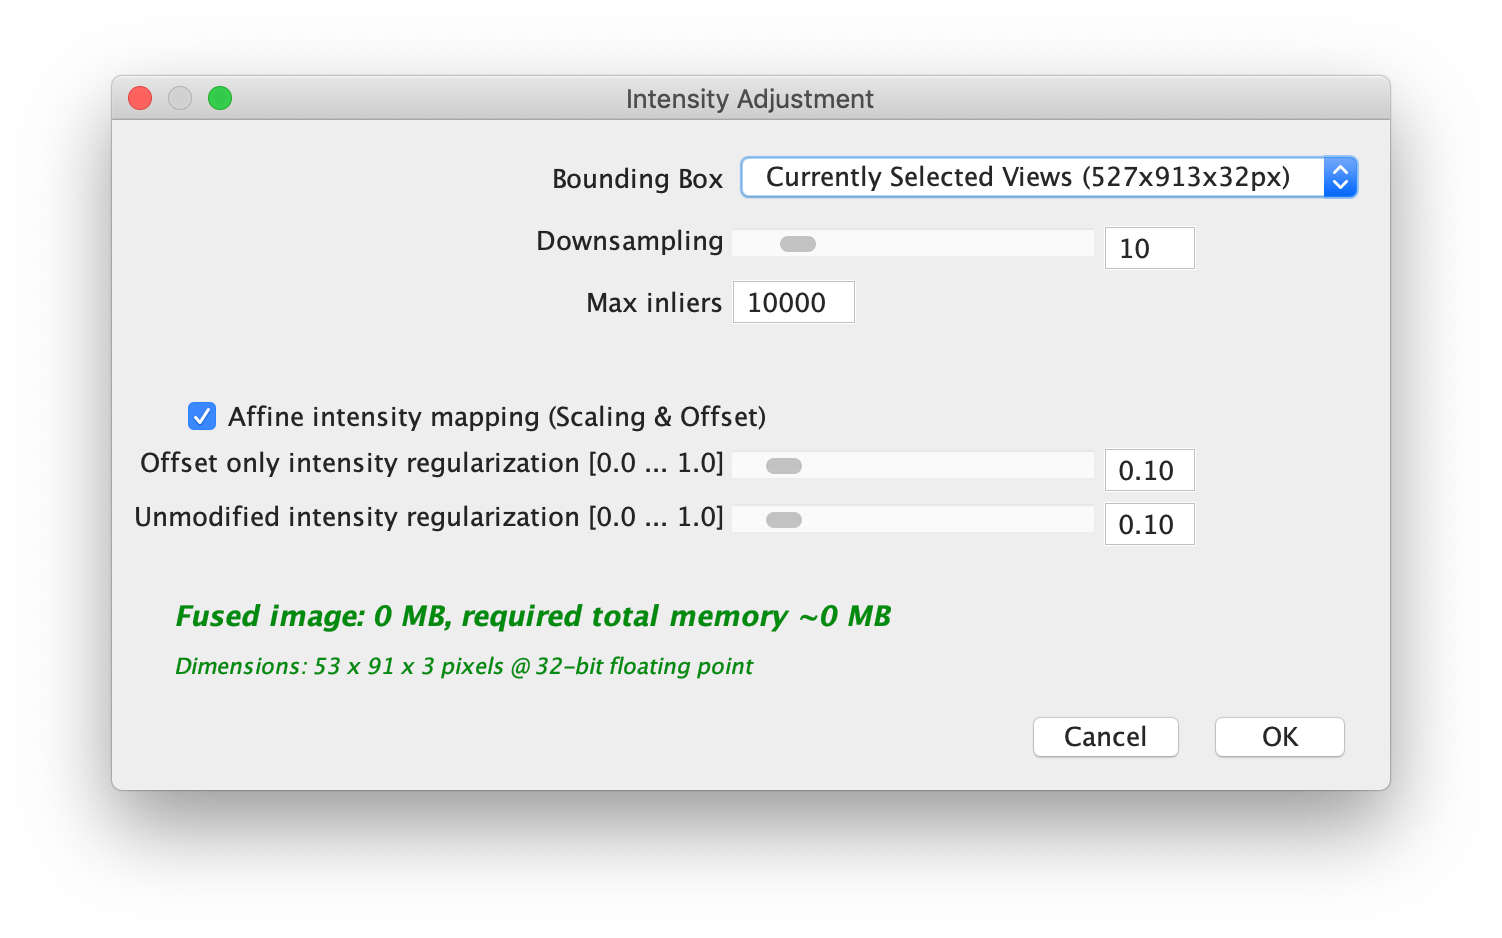 Intensity Adjustment
Bounding Box Currently Selected Views (527x913x32px)
Downsampling 10
Max inliers 10000
Affine intensity mapping (Scaling & Offset)
Offset only intensity regularization [0.0 ... 1.0] 0.10
Unmodified intensity regularization [0.0 ... 1.0] 0.10
Fused image: 0 MB, required total memory ~0 MB
Dimensions: 53 x 91 x 3 pixels @ 32-bit floating point
Cancel OK